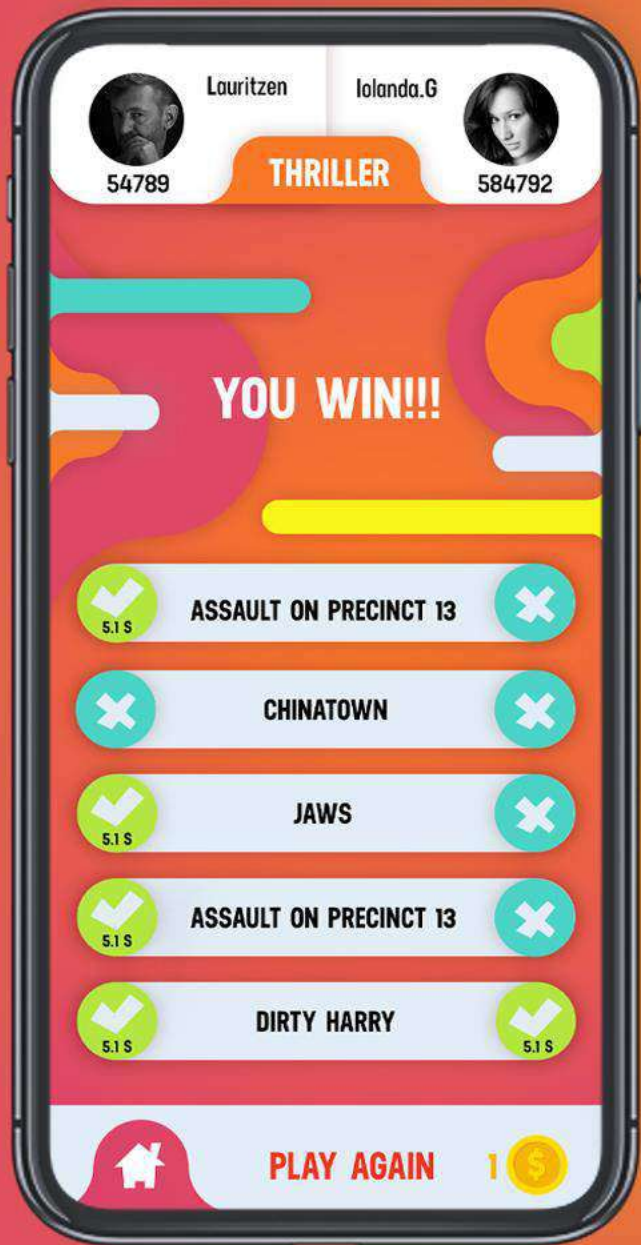 Lauritzen
Iolanda.G
54789
THRILLER
584792
YOU WIN!!!
ASSAULT ON PRECINCT 13
5.1 S
CHINATOWN
JAWS
5.1 S
ASSAULT ON PRECINCT 13
5.1 S
DIRTY HARRY
5.1 S
5.1 S
PLAY AGAIN
1
$